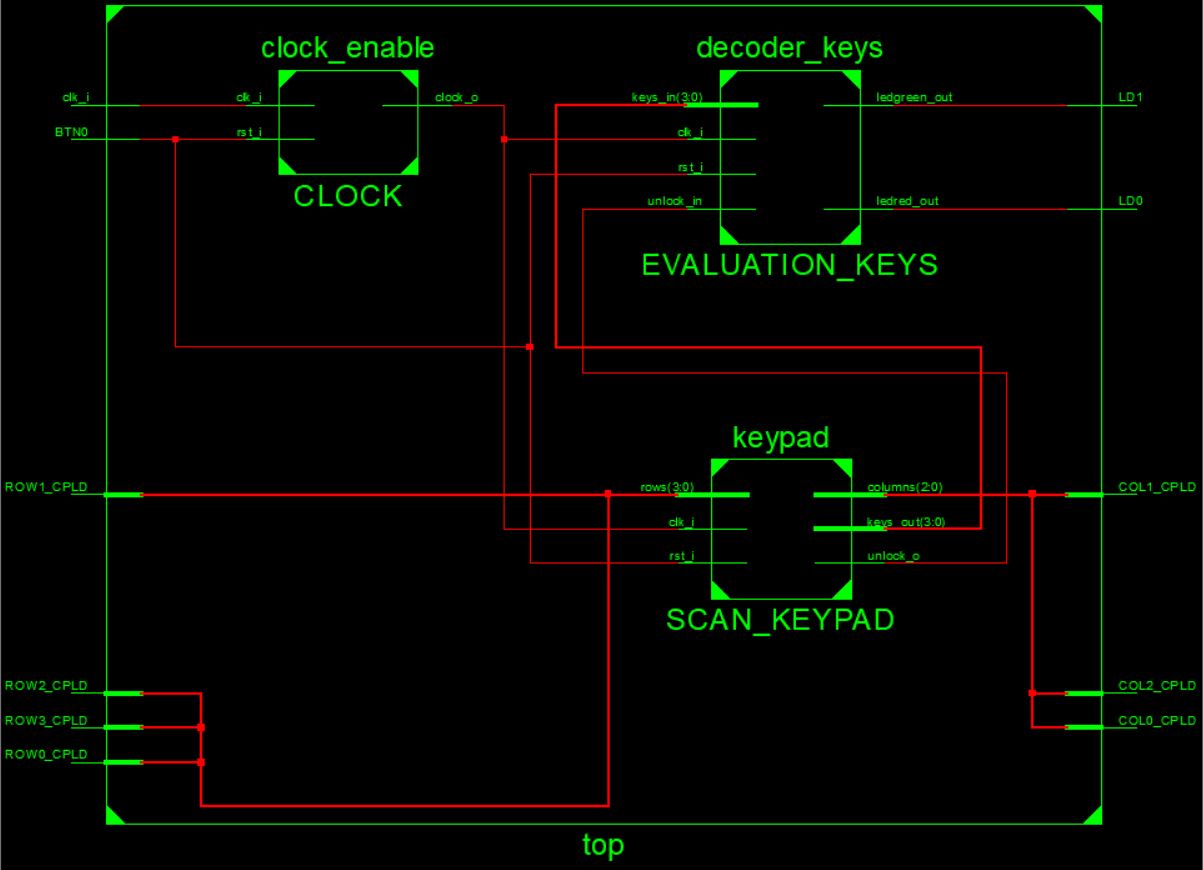 clock_enable
decoder_keys
clk_i
clk_i
clock_o
keys_in(3:0)
ledgreen_out
LD1
BTN0
rst_i
clk_i
rst_i
CLOCK
unlock_in
ledred_out
LD0
EVALUATION_KEYS
keypad
ROW1_CPLD
rows(3:0)
columns(2:0)
COL1_CPLD
clk_i
keys_out(3:0)
rst_i
unlock_o
SCAN_KEYPAD
ROW2_CPLD
COL2_CPLD
ROW3_CPLD
COL0_CPLD
ROW0_CPLD
top